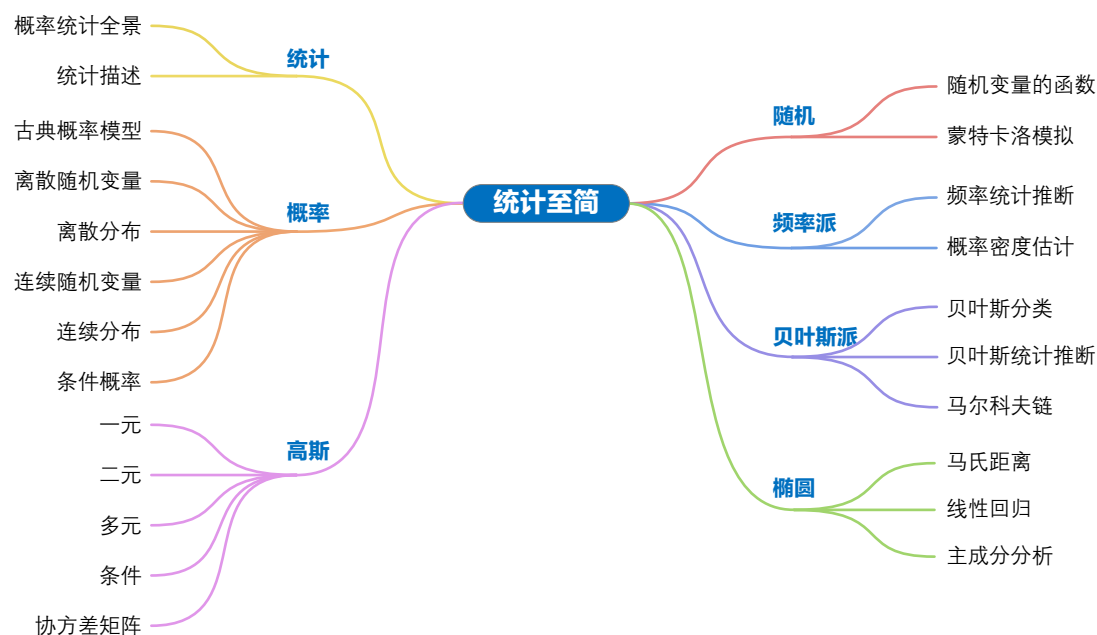 统计至简
统计
概率统计全景
统计描述
概率
古典概率模型
离散随机变量
离散分布
连续随机变量
连续分布
条件概率
高斯
一元
二元
多元
条件
协方差矩阵
随机
随机变量的函数
蒙特卡洛模拟
频率派
频率统计推断
概率密度估计
贝叶斯派
贝叶斯分类
贝叶斯统计推断
马尔科夫链
椭圆
马氏距离
线性回归
主成分分析